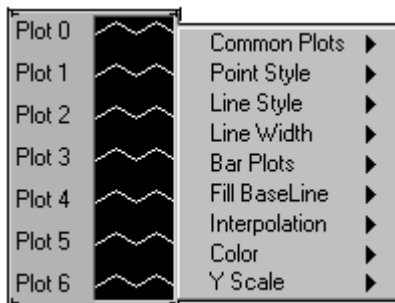 Plot 0
Plot 1
Plot 2
Plot 3
Plot 4
Plot 5
Plot 6
Common Plots
Point Style
Line Style
Line Width
Bar Plots
Fill BaseLine
Interpolation
Color
Y Scale